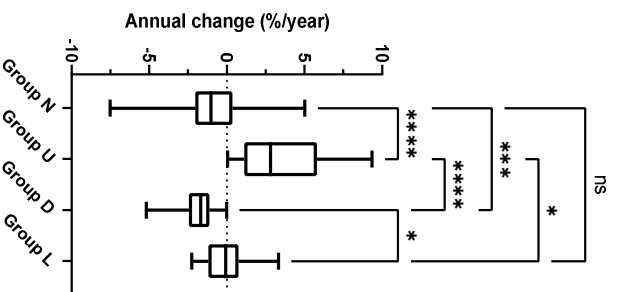 Annual change (%/year)
-10 -5 0 5 10
Group N
Group U
Group D
Group L
****
****
***
*
*
ns